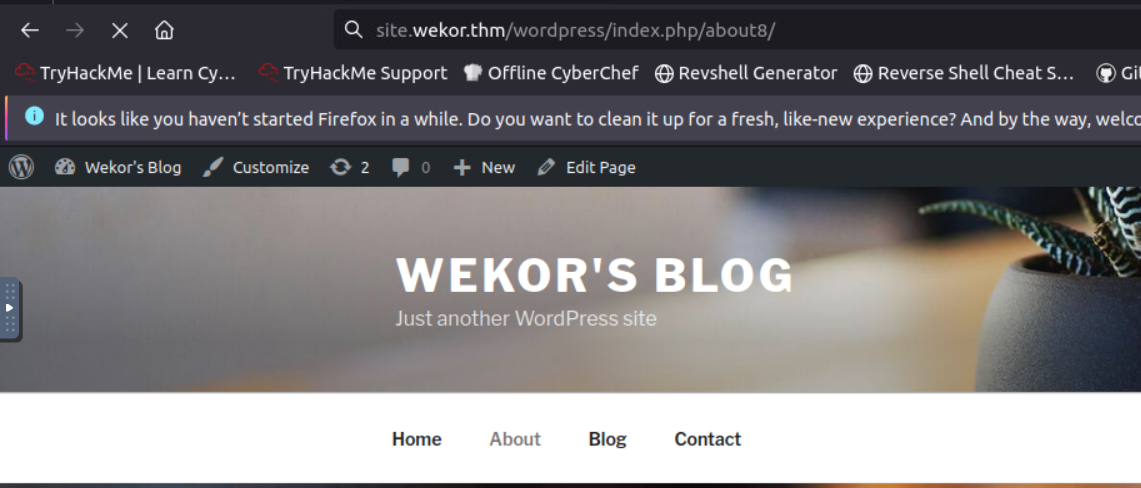 site.wekor.thm/wordpress/index.php/about8/
TryHackMe | Learn Cy... TryHackMe Support Offline CyberChef Revshell Generator Reverse Shell Cheat S... Git
It looks like you haven't started Firefox in a while. Do you want to clean it up for a fresh, like-new experience? And by the way, welco
Wekor's Blog Customize 2 0 New Edit Page
WEKOR'S BLOG
Just another WordPress site
Home About Blog Contact